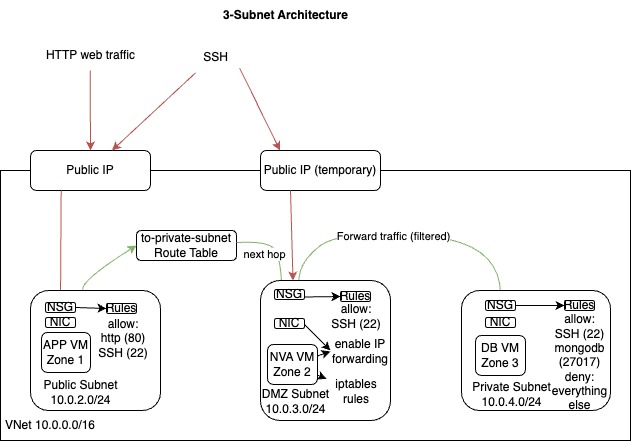 3-Subnet Architecture
HTTP web traffic
SSH
Public IP
Public IP (temporary)
to-private-subnet
Route Table
next hop
Forward traffic (filtered)
NSG
Rules
allow:
http (80)
SSH (22)
NIC
APP VM
Zone 1
Public Subnet
10.0.2.0/24
NSG
Rules
allow:
SSH (22)
NIC
enable IP
forwarding
NVA VM
Zone 2
iptables
rules
DMZ Subnet
10.0.3.0/24
NSG
Rules
allow:
SSH (22)
mongodb
(27017)
deny:
everything
else
NIC
DB VM
Zone 3
Private Subnet
10.0.4.0/24
VNet 10.0.0.0/16